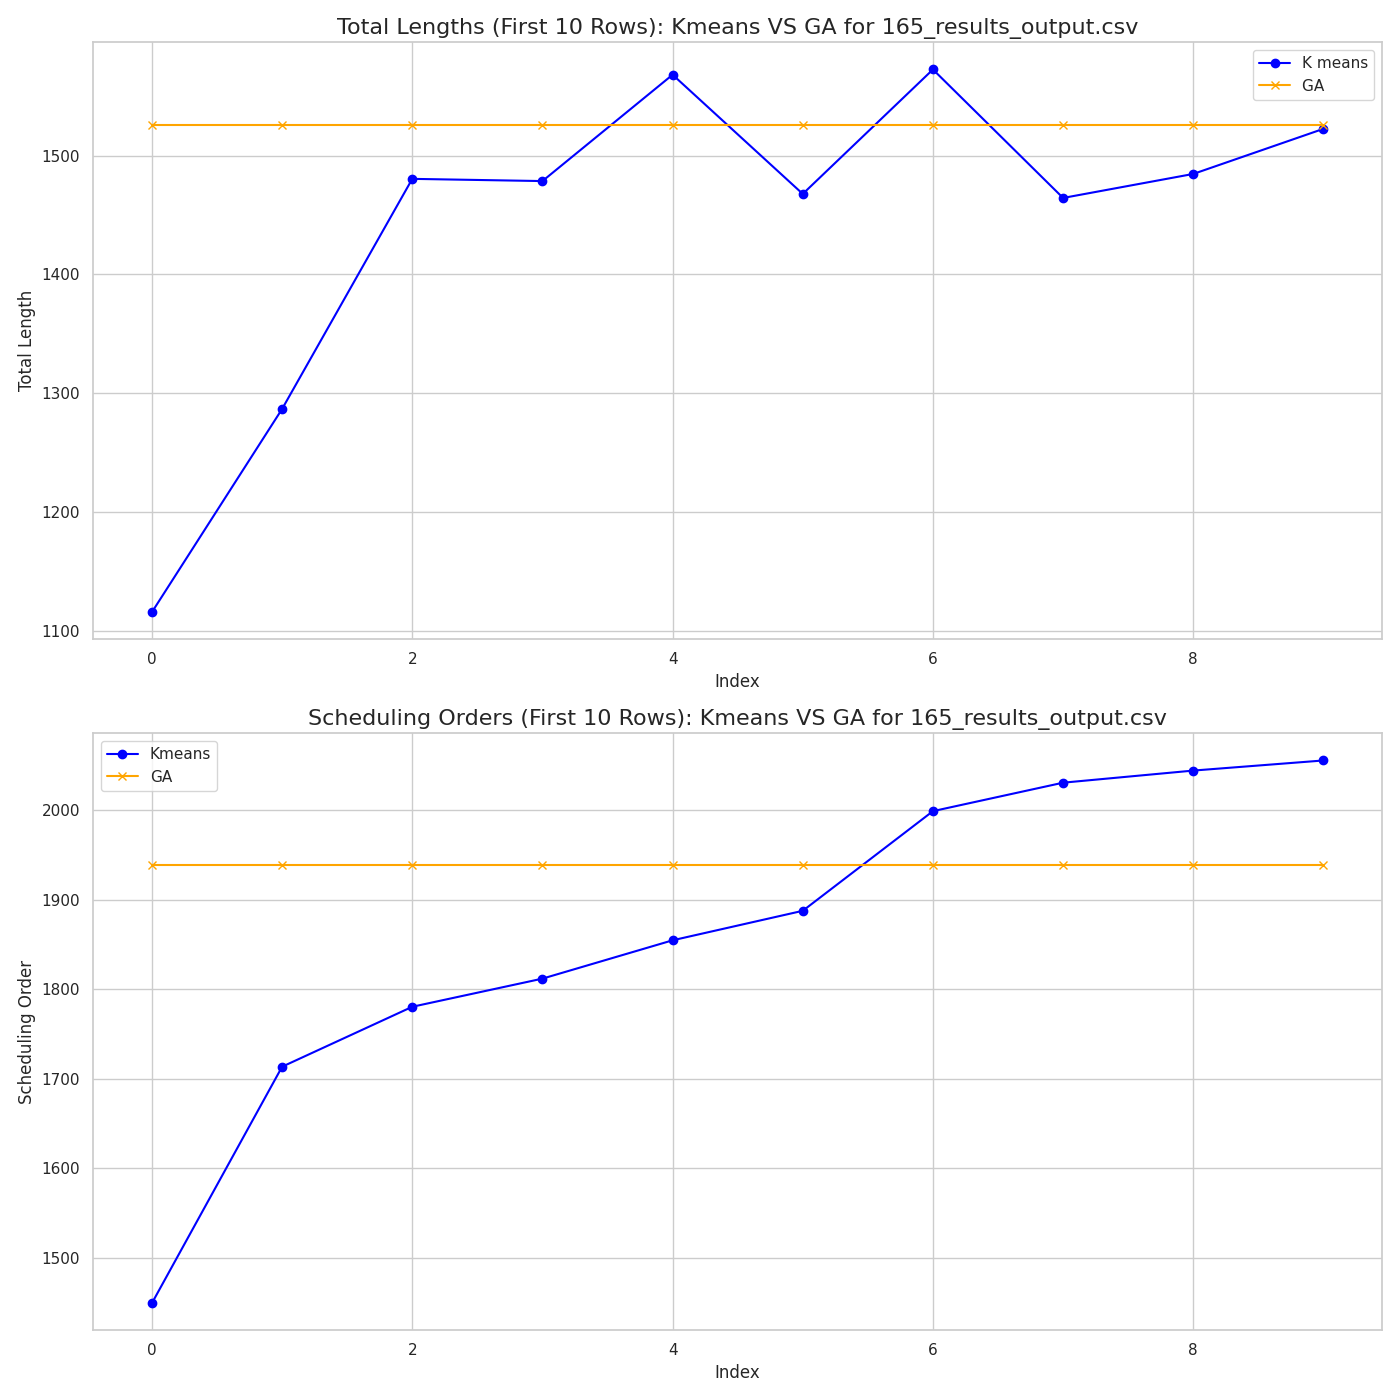 Total Lengths (First 10 Rows): Kmeans VS GA for 165_results_output.csv
K means
GA
1500
1400
1300
1200
1100
Total Length
0 2 4 6 8
Index
Scheduling Orders (First 10 Rows): Kmeans VS GA for 165_results_output.csv
Kmeans
GA
2000
1900
1800
1700
1600
1500
Scheduling Order
0 2 4 6 8
Index